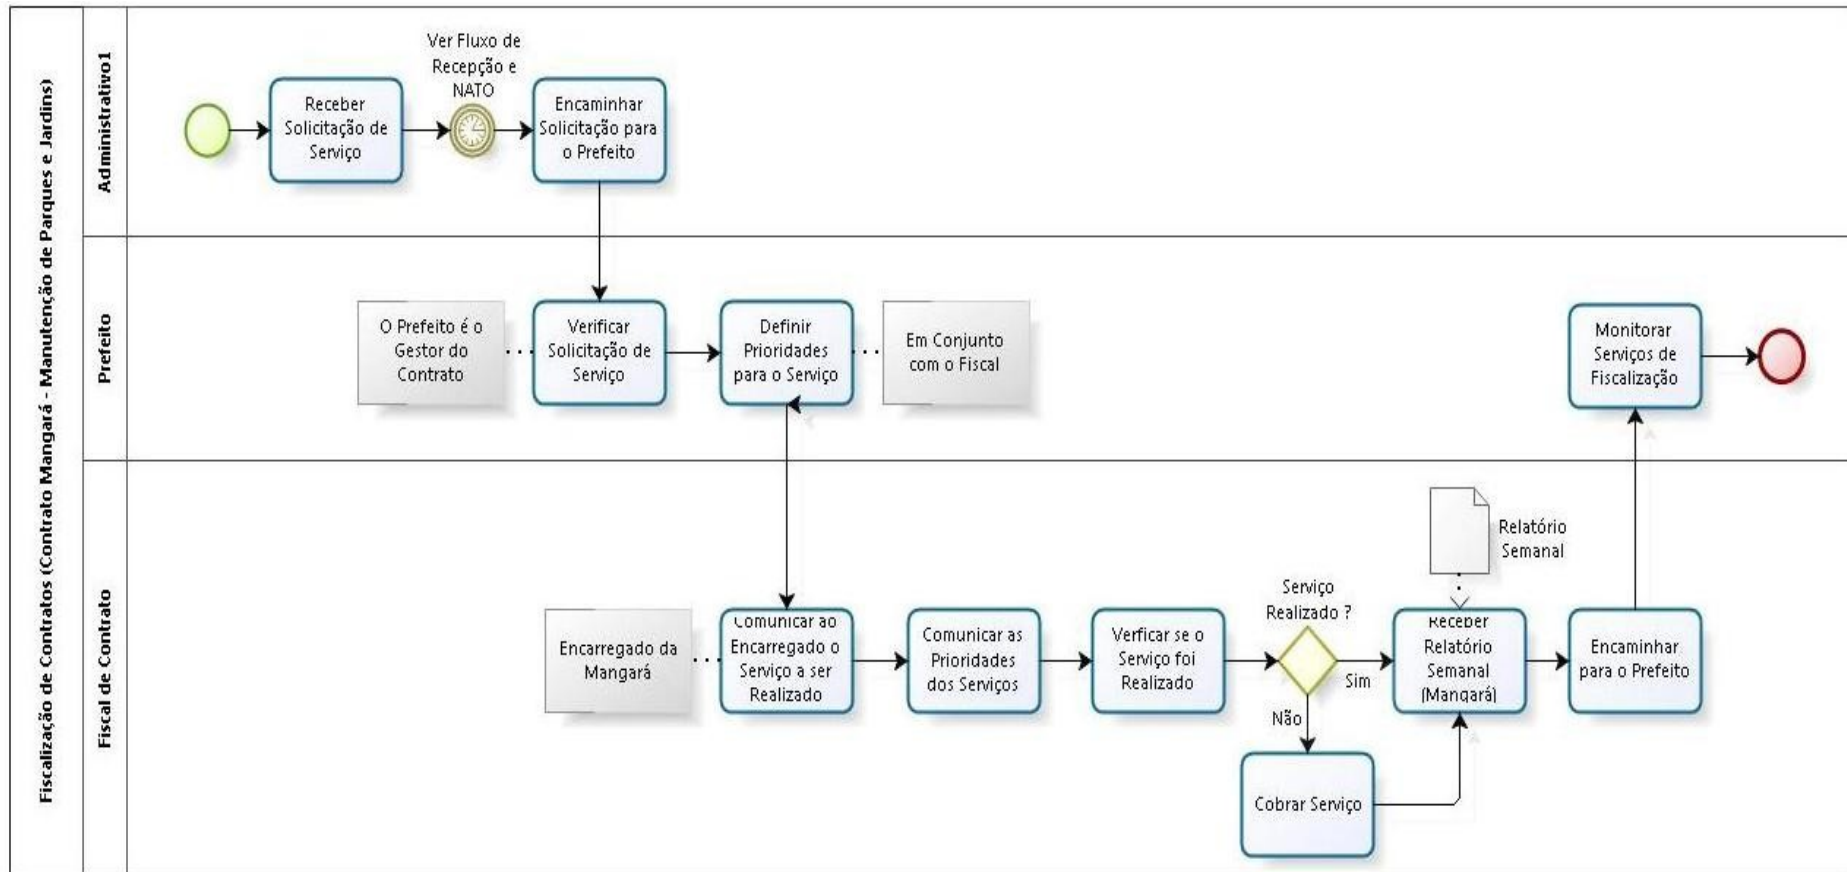 Fiscalização de Contratos (Contrato Mangará - Manutenção de Parques e Jardins)
Administrativo1
Receber
Solicitação de
Serviço
Ver Fluxo de
Recepção e
NATO
Encaminhar
Solicitação para
o Prefeito
Prefeito
O Prefeito é o
Gestor do
Contrato
Verificar
Solicitação de
Serviço
Definir
Prioridades
para o Serviço
Em Conjunto
com o Fiscal
Monitorar
Serviços de
Fiscalização
Fiscal de Contrato
Encarregado da
Mangará
Comunicar ao
Encarregado o
Serviço a ser
Realizado
Comunicar as
Prioridades
dos Serviços
Verficar se o
Serviço foi
Realizado
Serviço
Realizado ?
Sim
Não
Cobrar Serviço
Relatório
Semanal
Receber
Relatório
Semanal
(Mangará)
Encaminhar
para o Prefeito